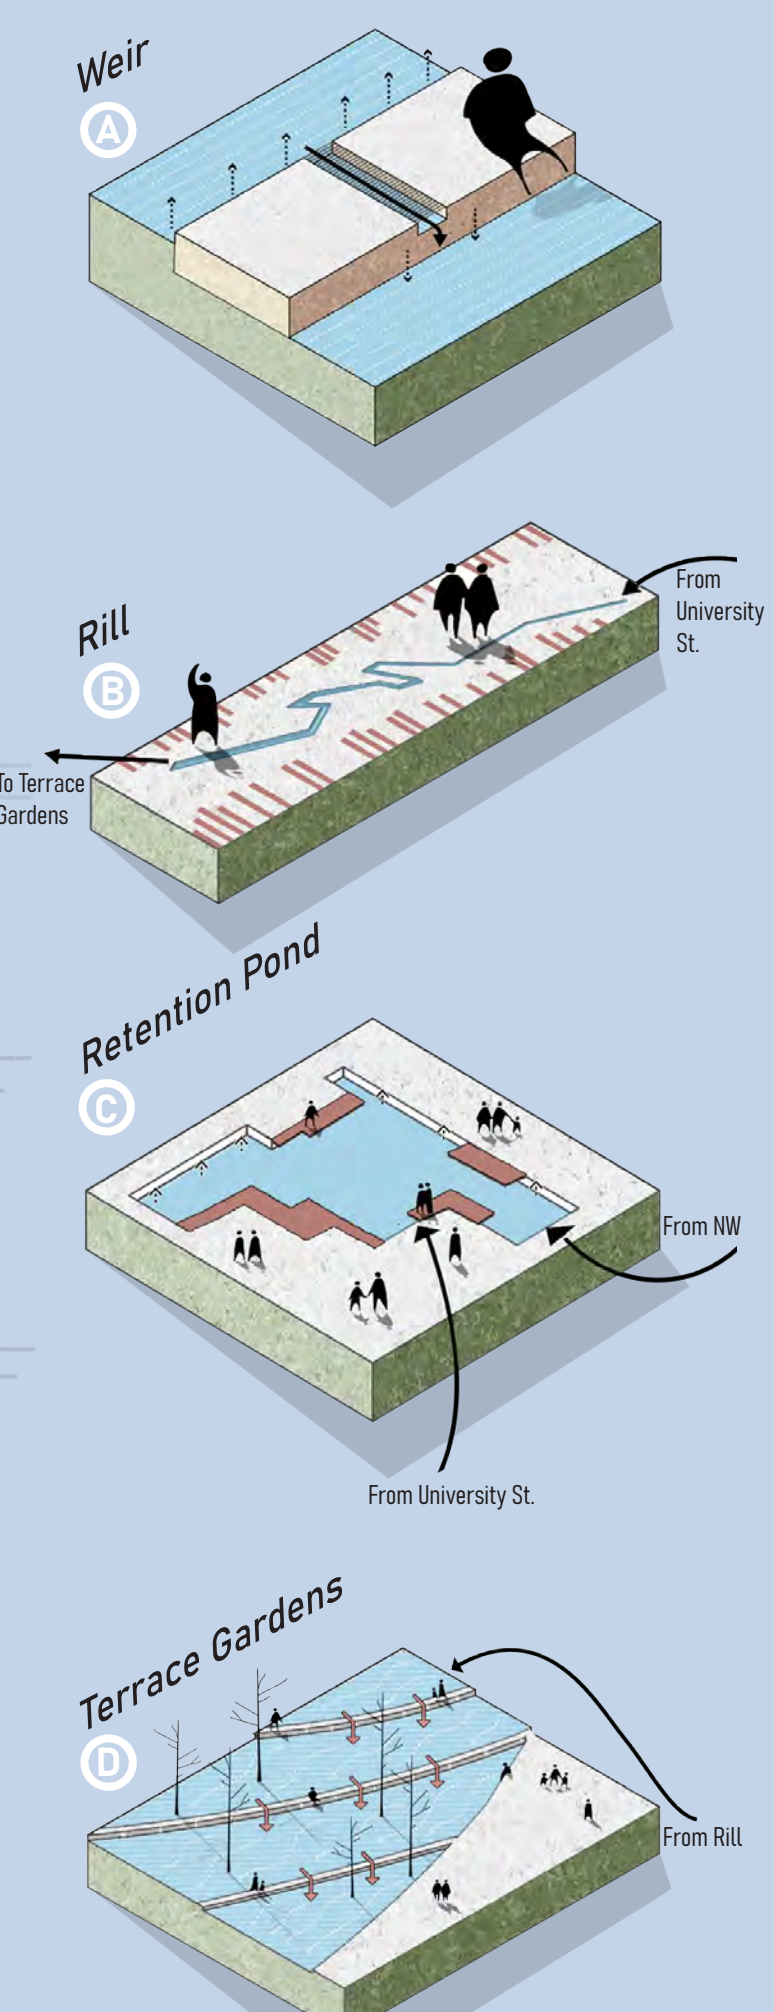 Weir
A
From
University
St.
Rill
B
To Terrace
Gardens
Retention Pond
C
From NW
From University St.
Terrace Gardens
D
From Rill